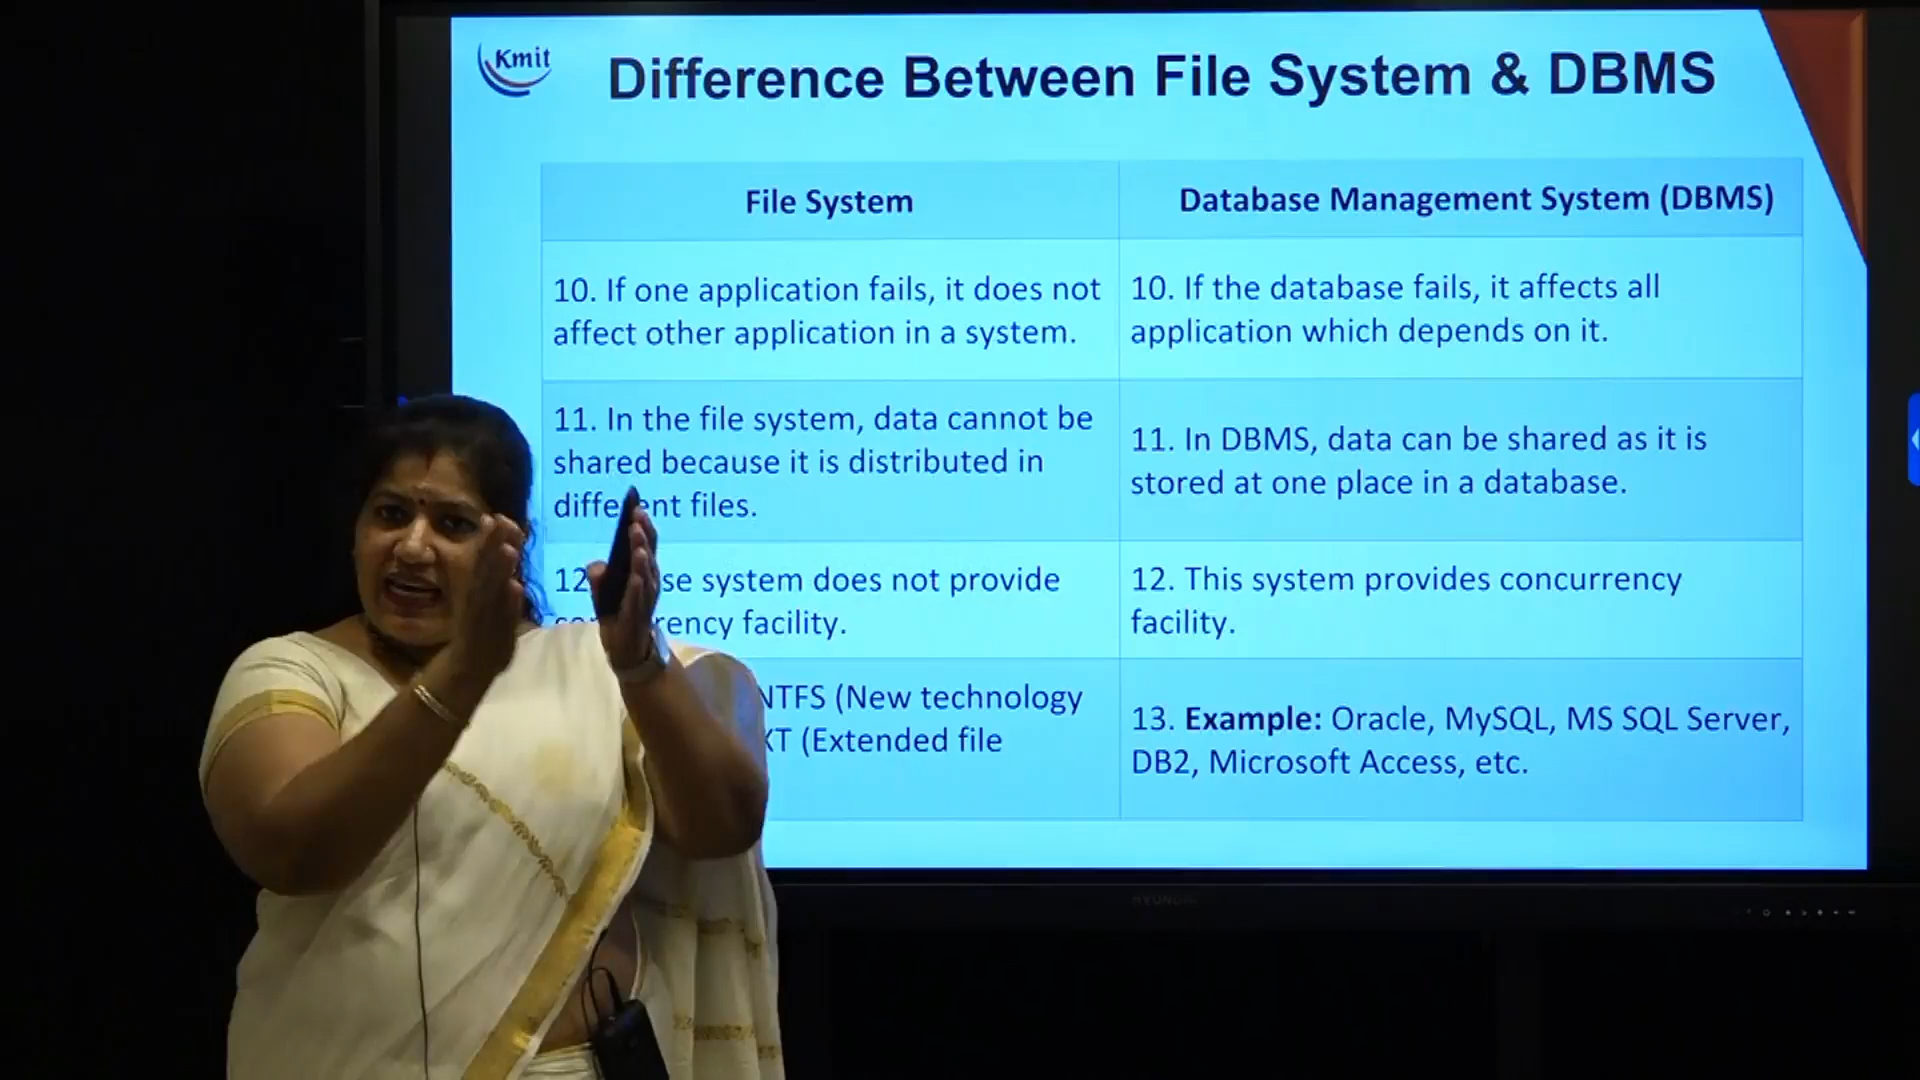 Kmit
Difference Between File System & DBMS
File System
Database Management System (DBMS)
10. If one application fails, it does not
affect other application in a system.
10. If the database fails, it affects all
application which depends on it.
11. In the file system, data cannot be
shared because it is distributed in
different files.
11. In DBMS, data can be shared as it is
stored at one place in a database.
12. system does not provide
facility.
12. This system provides concurrency
facility.
NTFS (New technology
(Extended file
13. Example: Oracle, MySQL, MS SQL Server,
DB2, Microsoft Access, etc.
HYUNDAI